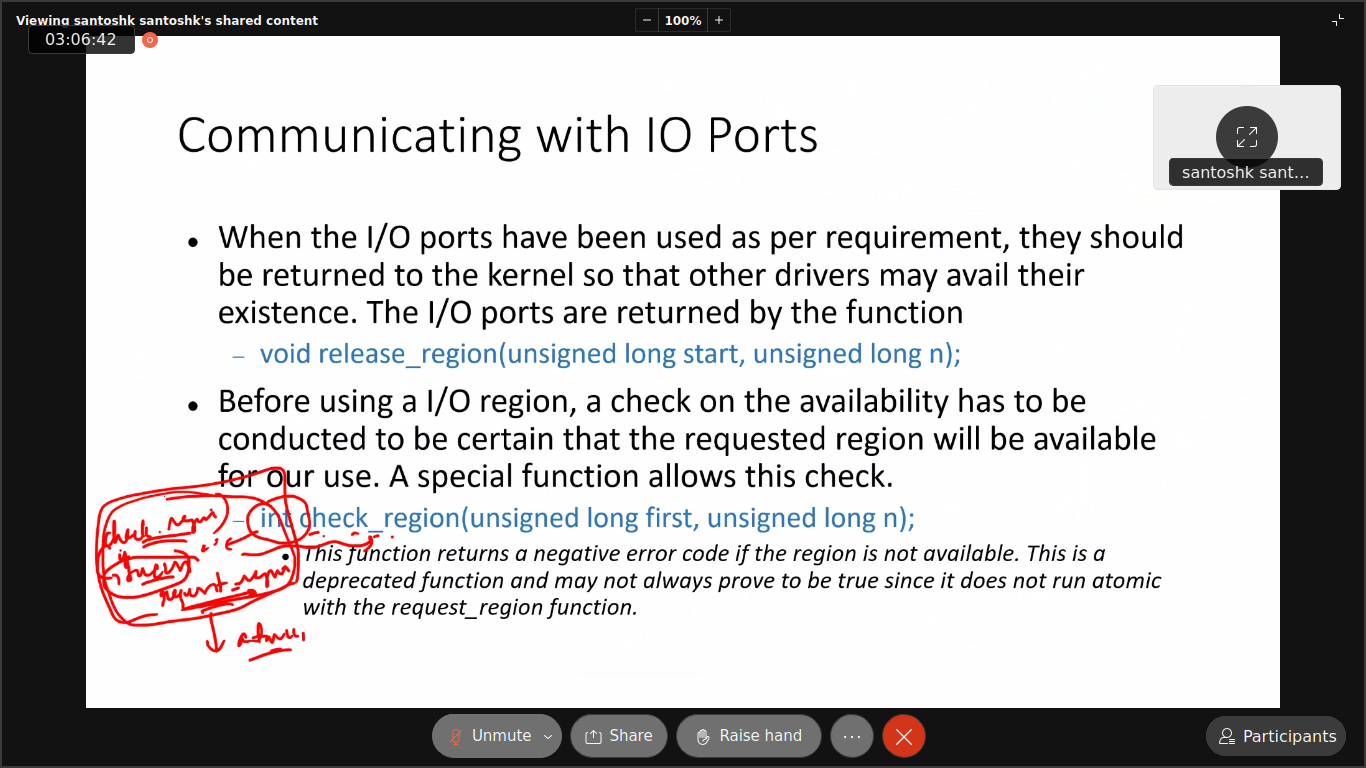 Viewing santoshk santoshk's shared content
− 100% +
03:06:42
santoshk sant...
Communicating with IO Ports
• When the I/O ports have been used as per requirement, they should
be returned to the kernel so that other drivers may avail their
existence. The I/O ports are returned by the function
– void release_region(unsigned long start, unsigned long n);
• Before using a I/O region, a check on the availability has to be
conducted to be certain that the requested region will be available
for our use. A special function allows this check.
– int check_region(unsigned long first, unsigned long n);
• This function returns a negative error code if the region is not available. This is a
deprecated function and may not always prove to be true since it does not run atomic
with the request_region function.
check_region
request_region
Unmute
Share
Raise hand
...
Participants